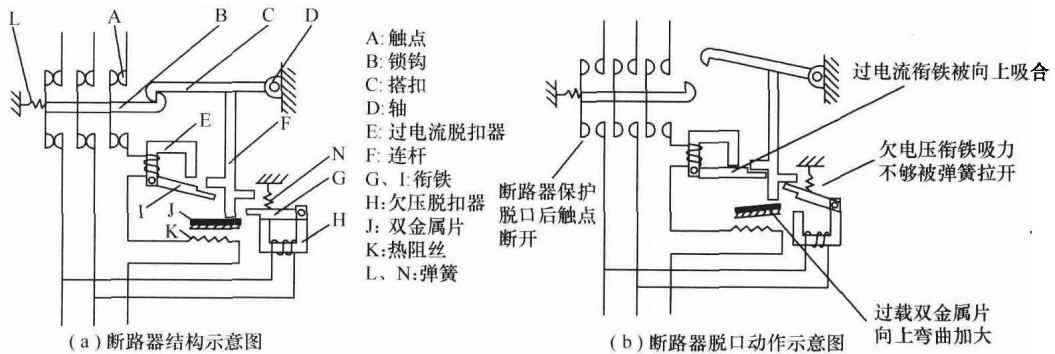 L
A
B
C
D
E
F
N
G
H
I
J
K
A:触点
B:锁钩
C:搭扣
D:轴
E:过电流脱扣器
F:连杆
G、I:衔铁
H:欠压脱扣器
J:双金属片
K:热阻丝
L、N:弹簧
(a)断路器结构示意图
过电流衔铁被向上吸合
欠电压衔铁吸力
不够被弹簧拉开
断路器保护
脱口后触点
断开
过载双金属片
向上弯曲加大
(b)断路器脱口动作示意图